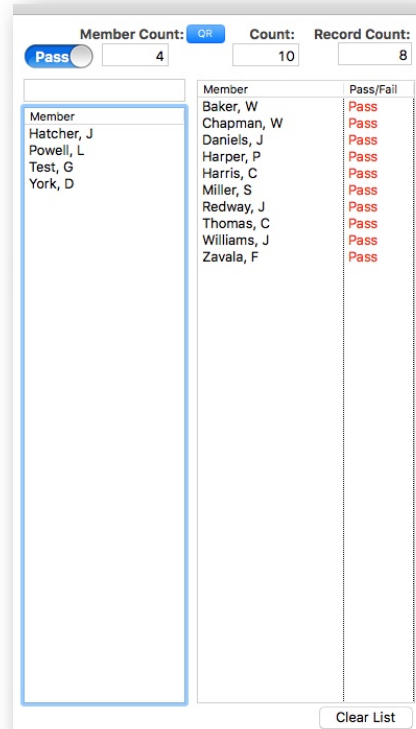 Member Count: QR Count: Record Count:
Pass 4 10 8
Member
Hatcher, J
Powell, L
Test, G
York, D
Member Pass/Fail
Baker, W Pass
Chapman, W Pass
Daniels, J Pass
Harper, P Pass
Harris, C Pass
Miller, S Pass
Redway, J Pass
Thomas, C Pass
Williams, J Pass
Zavala, F Pass
Clear List